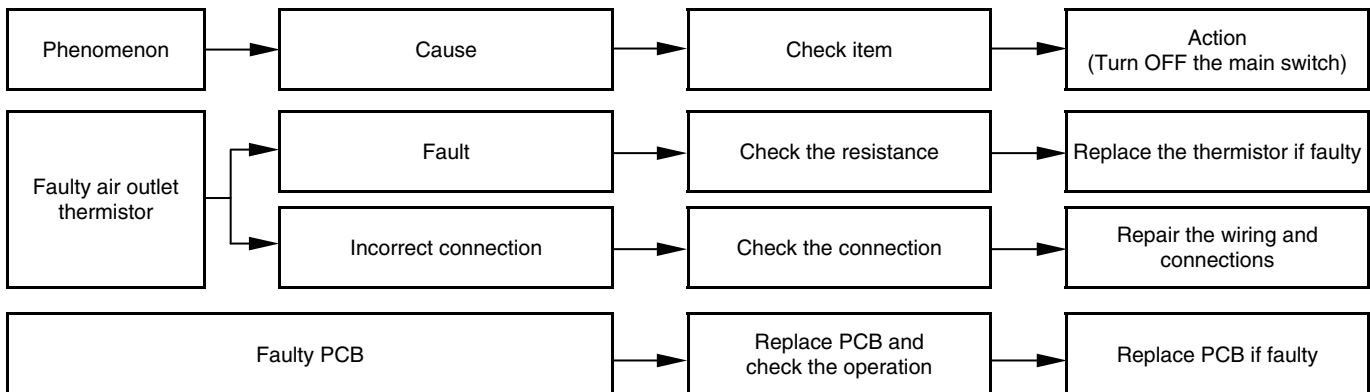 Phenomenon
Cause
Check item
Action
(Turn OFF the main switch)
Faulty air outlet
thermistor
Fault
Check the resistance
Replace the thermistor if faulty
Incorrect connection
Check the connection
Repair the wiring and
connections
Faulty PCB
Replace PCB and
check the operation
Replace PCB if faulty